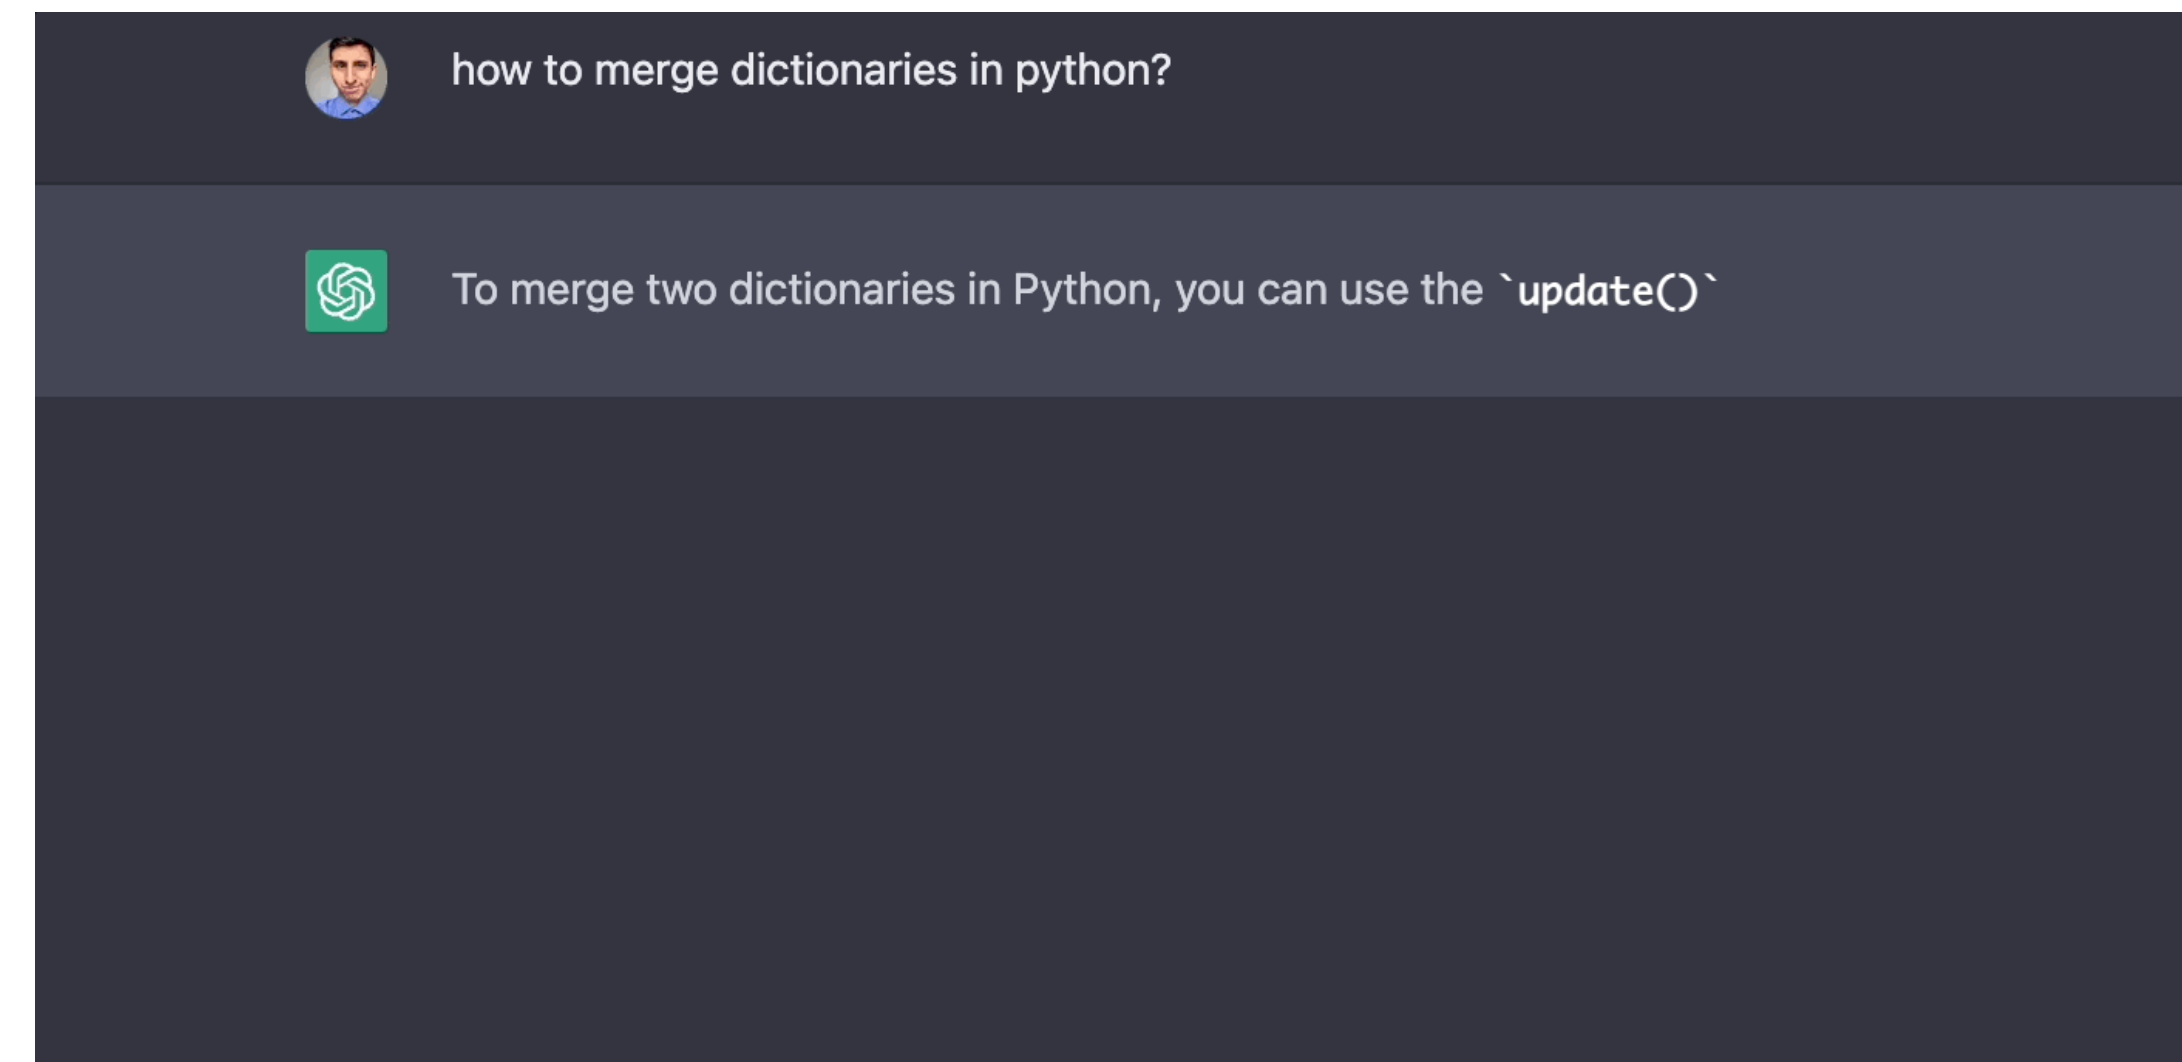 how to merge dictionaries in python?
To merge two dictionaries in Python, you can use the `update()`